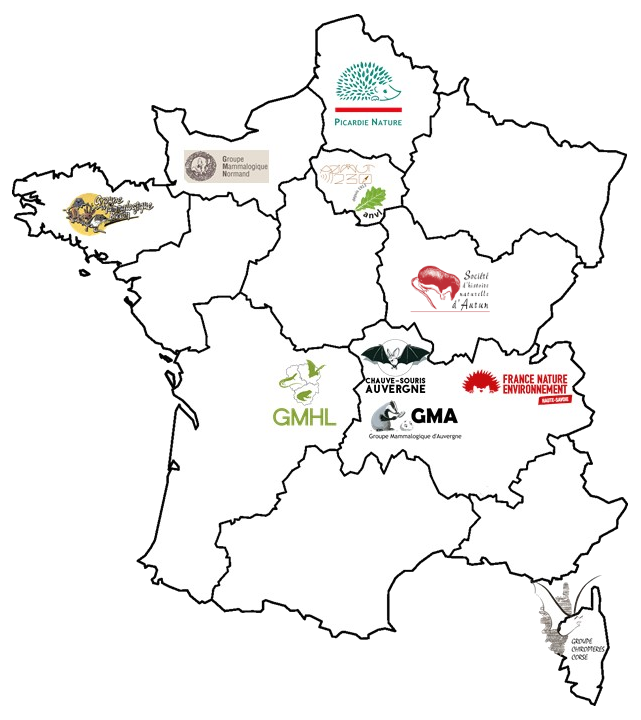 PICARDIE NATURE
Groupe
Mammalogique
Normand
anvl
Groupe
Mammalogique
Breton
Société
d'histoire
naturelle
d'Autun
CHAUVE-SOURIS
AUVERGNE
FRANCE NATURE
ENVIRONNEMENT
HAUTE-SAVOIE
GMHL
GMA
Groupe Mammalogique d'Auvergne
GROUPE
CHIROPTÈRES
CORSE